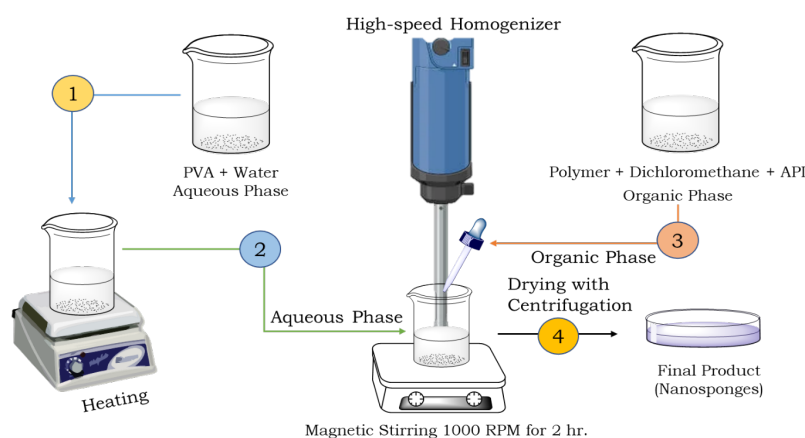 High-speed Homogenizer
1
PVA + Water
Aqueous Phase
Polymer + Dichloromethane + API
Organic Phase
2
3
Organic Phase
Drying with
Centrifugation
Aqueous Phase
4
Final Product
(Nanosponges)
Heating
Magnetic Stirring 1000 RPM for 2 hr.